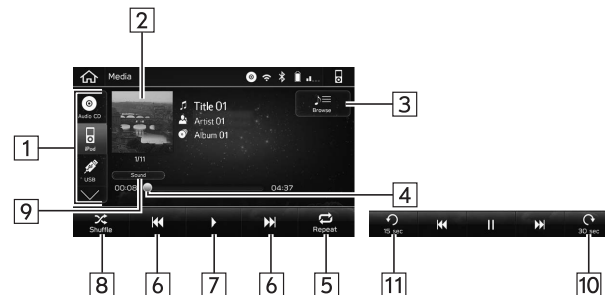 2
Media
1
Audio CD
iPod
USB
Title 01
Artist 01
Album 01
Browse
3
1/11
Sound
00:08
04:37
4
9
Shuffle
Repeat
15 sec
30 sec
8
6
7
6
5
11
10